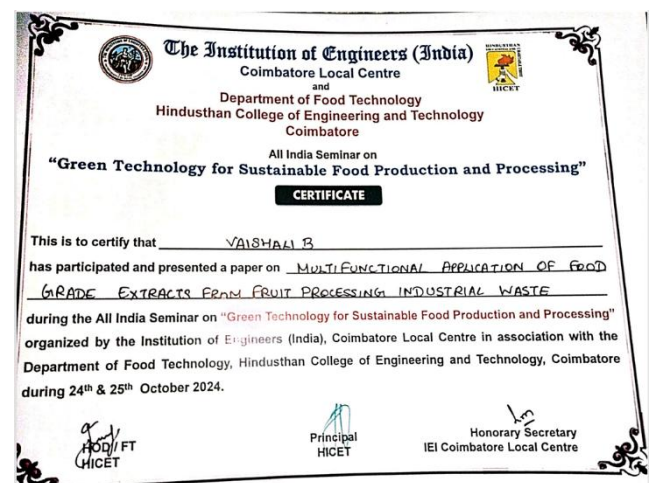 The Institution of Engineers (India)
Coimbatore Local Centre
and
Department of Food Technology
Hindusthan College of Engineering and Technology
Coimbatore
HINDUSTHAN
HICET
All India Seminar on
"Green Technology for Sustainable Food Production and Processing"
CERTIFICATE
This is to certify that VAISHALI B
has participated and presented a paper on MULTIFUNCTIONAL APPLICATION OF FOOD
GRADE EXTRACTS FROM FRUIT PROCESSING INDUSTRIAL WASTE
during the All India Seminar on "Green Technology for Sustainable Food Production and Processing"
organized by the Institution of Engineers (India), Coimbatore Local Centre in association with the
Department of Food Technology, Hindusthan College of Engineering and Technology, Coimbatore
during 24th & 25th October 2024.
HOD/FT
HICET
Principal
HICET
Honorary Secretary
IEI Coimbatore Local Centre